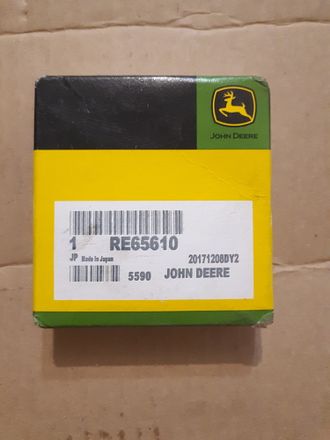 JOHN DEERE
1 RE65610
JP Made In Japan 20171208DY2
5590 JOHN DEERE